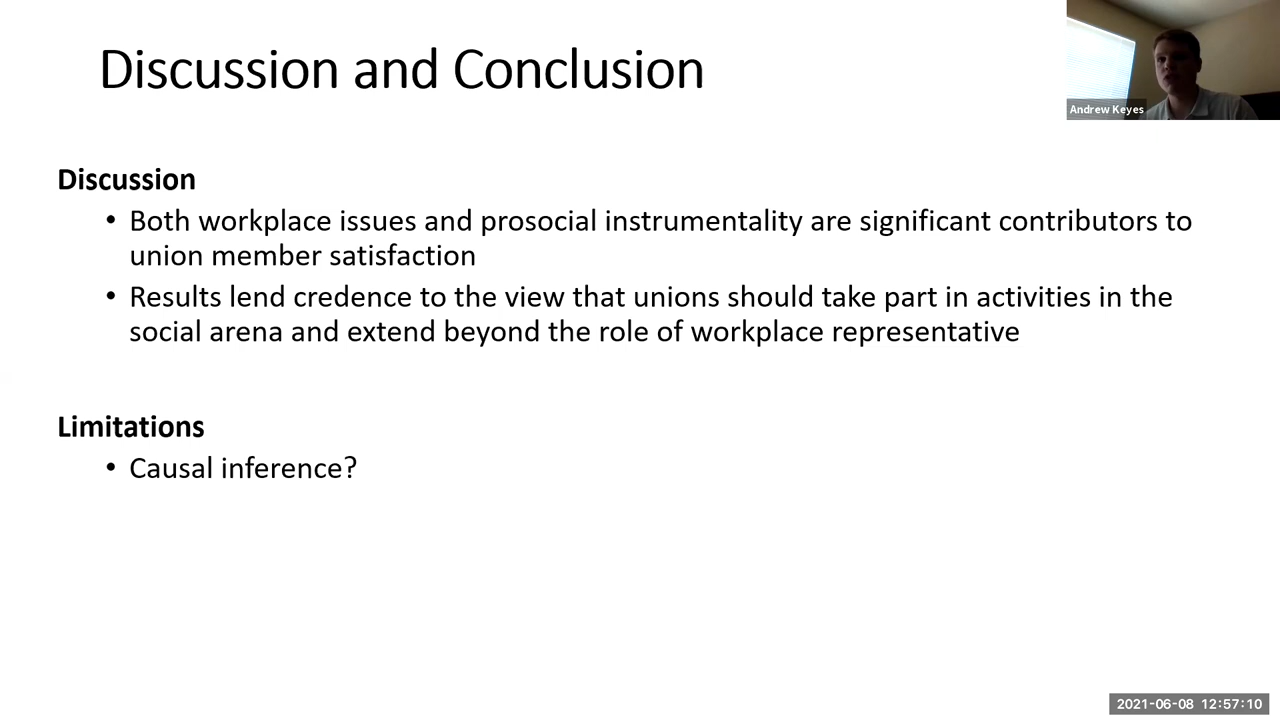 Discussion and Conclusion
Andrew Keyes
Discussion
• Both workplace issues and prosocial instrumentality are significant contributors to
union member satisfaction
• Results lend credence to the view that unions should take part in activities in the
social arena and extend beyond the role of workplace representative
Limitations
• Causal inference?
2021-06-08 12:57:10